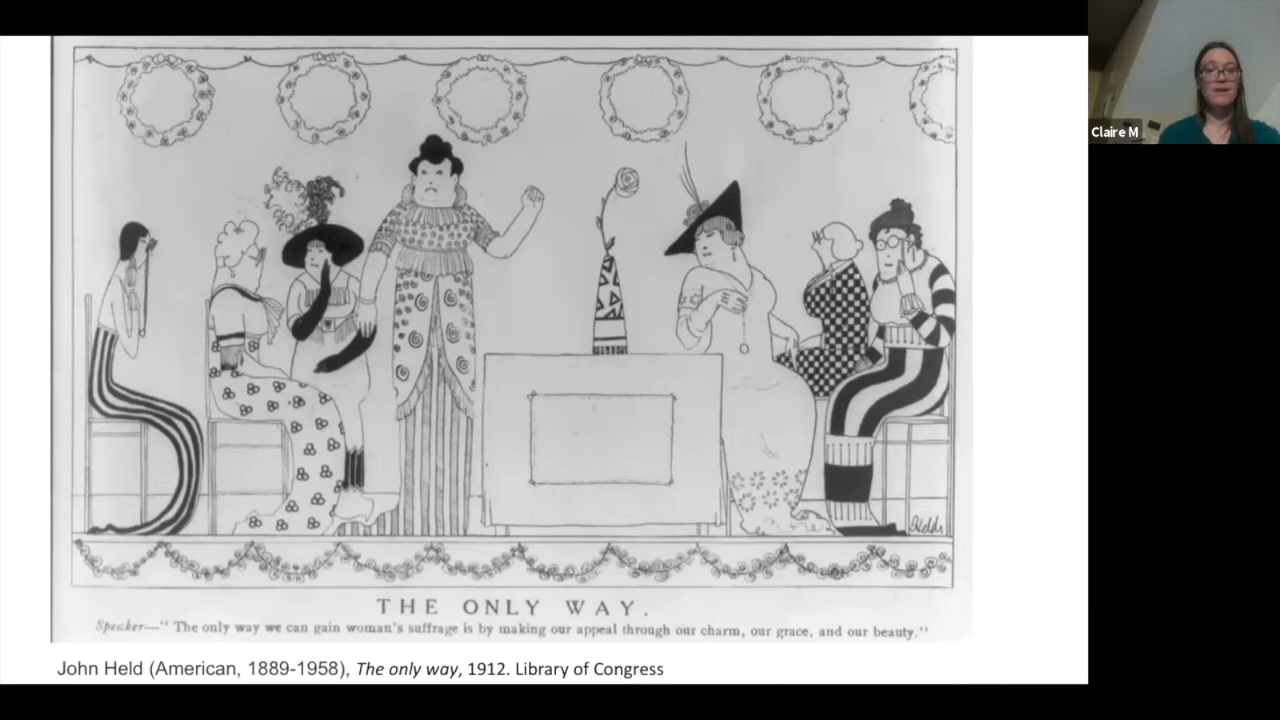 Claire M
Held
THE ONLY WAY.
Speaker—" The only way we can gain woman's suffrage is by making our appeal through our charm, our grace, and our beauty."
John Held (American, 1889-1958), The only way, 1912. Library of Congress